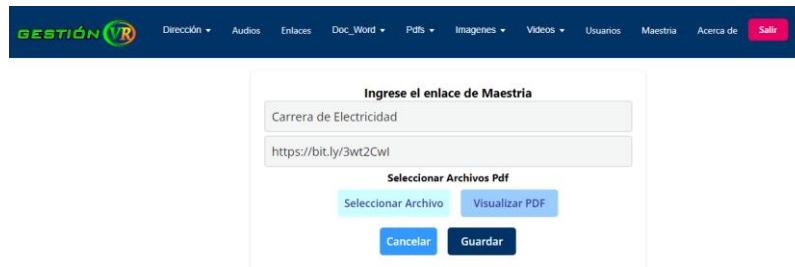 GESTIÓN VR Dirección Audios Enlaces Doc_Word Pdfs Imagenes Videos Usuarios Maestria Acerca de Salir
Ingrese el enlace de Maestria
Carrera de Electricidad
https://bit.ly/3wt2CwI
Seleccionar Archivos Pdf
Seleccionar Archivo Visualizar PDF
Cancelar Guardar